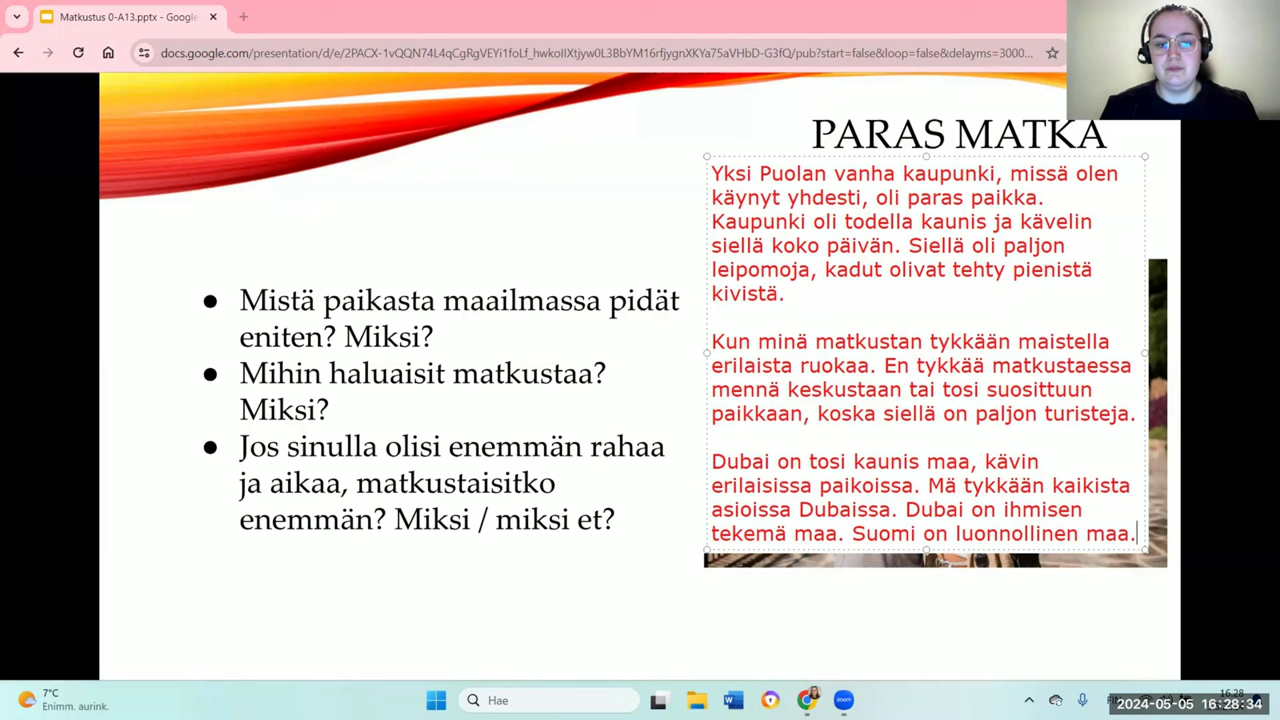 Matkustus 0-A13.pptx - Google
docs.google.com/presentation/d/e/2PACX-1vQQN74L4qCgRqYEYi1foLf_hwkoIIXtjyw0L3BbYM16rfjygnXKYa75aVHbD-G3fQ/pub?start=false&loop=false&delayms=3000...
PARAS MATKA
● Mistä paikasta maailmassa pidät
eniten? Miksi?
● Mihin haluaisit matkustaa?
Miksi?
● Jos sinulla olisi enemmän rahaa
ja aikaa, matkustaisitko
enemmän? Miksi / miksi et?
Yksi Puolan vanha kaupunki, missä olen
käynyt yhdesti, oli paras paikka.
Kaupunki oli todella kaunis ja kävelin
siellä koko päivän. Siellä oli paljon
leipomoja, kadut olivat tehty pienistä
kivistä.
Kun minä matkustan tykkään maistella
erilaista ruokaa. En tykkää matkustaessa
mennä keskustaan tai tosi suosittuun
paikkaan, koska siellä on paljon turisteja.
Dubai on tosi kaunis maa, kävin
erilaisissa paikoissa. Mä tykkään kaikista
asioissa Dubaissa. Dubai on ihmisen
tekemä maa. Suomi on luonnollinen maa.
7°C
Enimm. aurink.
Hae
zoom
16.28
2024-05-05 16:28:34